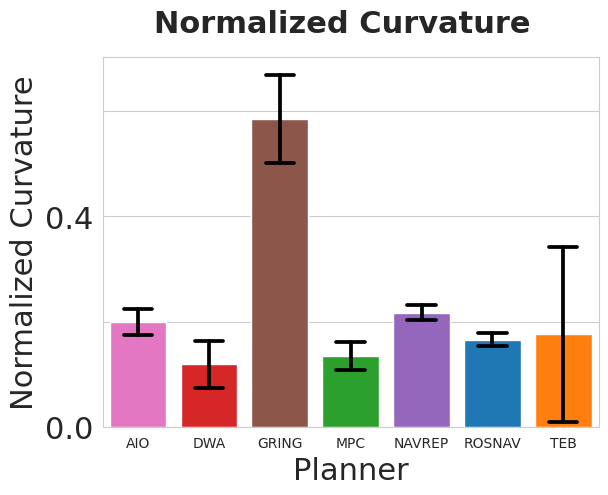 Normalized Curvature
Normalized Curvature
0.4
0.0
AIO DWA GRING MPC NAVREP ROSNAV TEB
Planner